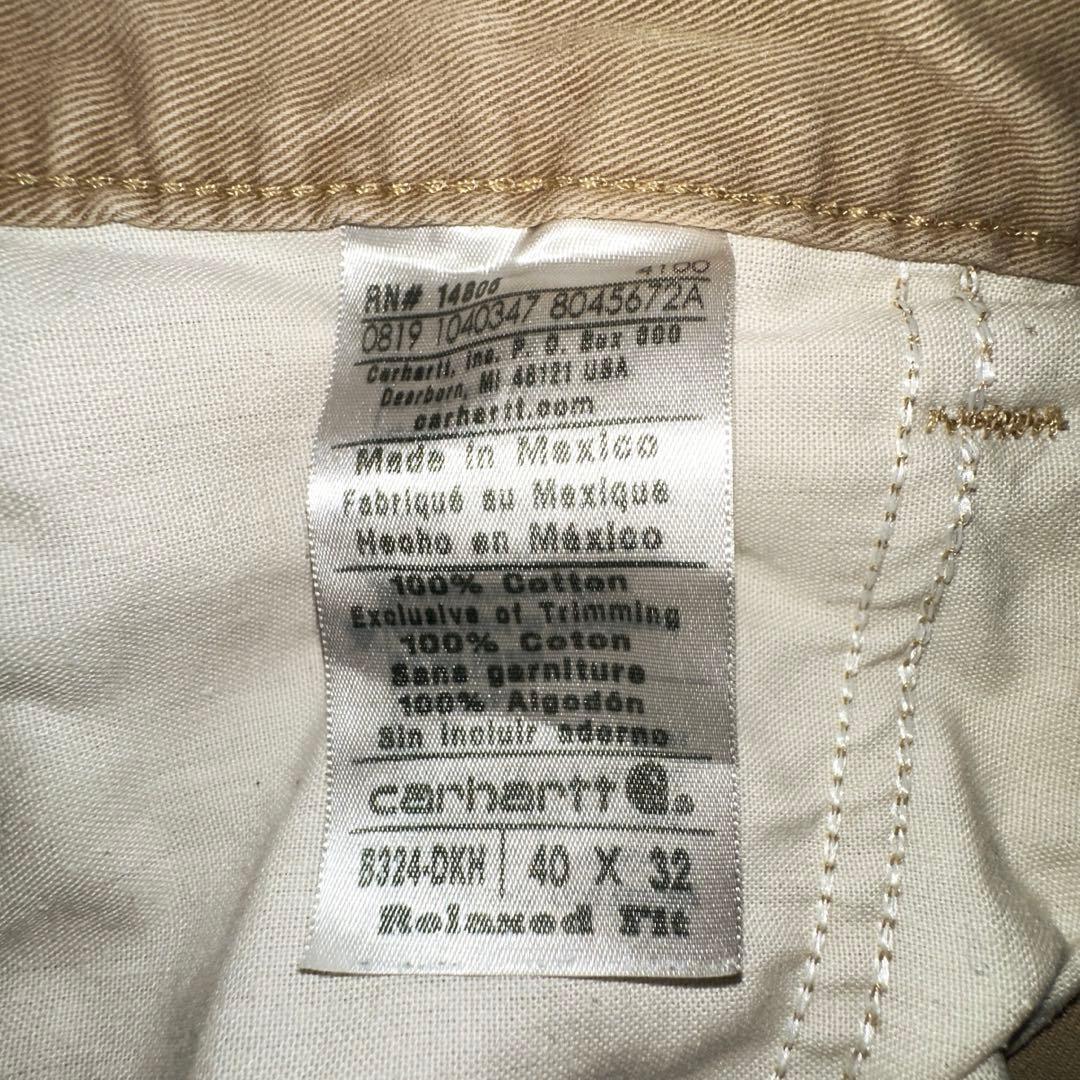 RN# 14806 4100
0819 1040347 8045672A
Carhartt, Inc. P. O. Box 600
Dearborn, MI 48121 USA
carhartt.com
Made in Mexico
Fabriqué au Mexique
Hecho en México
100% Cotton
Exclusive of Trimming
100% Coton
Sans garniture
100% Algodón
Sin incluir adorno
carhartt
B324-DKH 40 X 32
Relaxed Fit